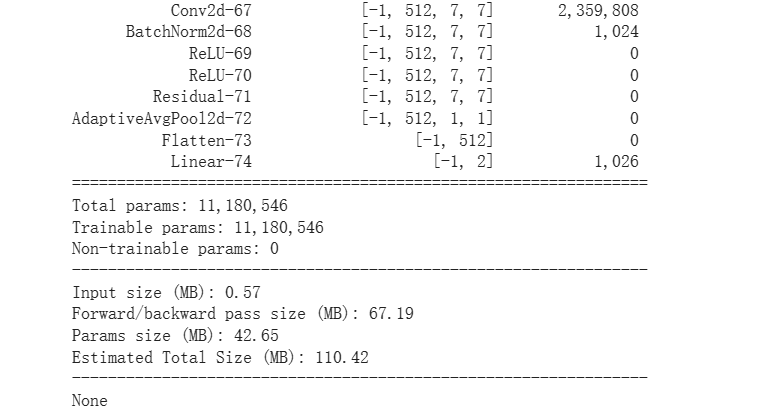 Conv2d-67 [-1, 512, 7, 7] 2,359,808
BatchNorm2d-68 [-1, 512, 7, 7] 1,024
ReLU-69 [-1, 512, 7, 7] 0
ReLU-70 [-1, 512, 7, 7] 0
Residual-71 [-1, 512, 7, 7] 0
AdaptiveAvgPool2d-72 [-1, 512, 1, 1] 0
Flatten-73 [-1, 512] 0
Linear-74 [-1, 2] 1,026
================================================================
Total params: 11,180,546
Trainable params: 11,180,546
Non-trainable params: 0
----------------------------------------------------------------
Input size (MB): 0.57
Forward/backward pass size (MB): 67.19
Params size (MB): 42.65
Estimated Total Size (MB): 110.42
----------------------------------------------------------------
None